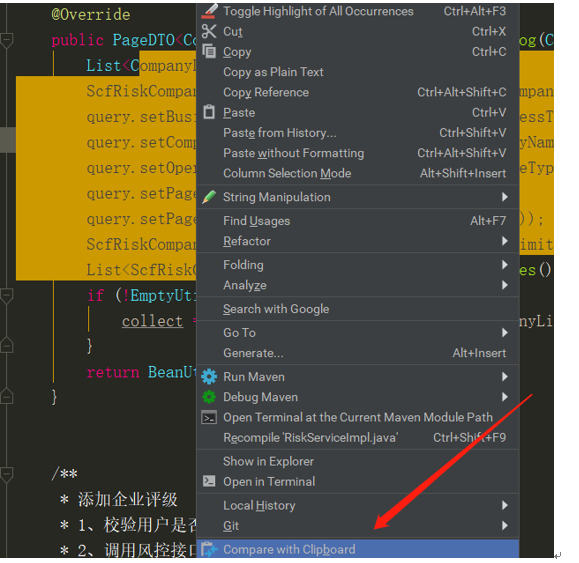 @Override
public PageDTO<Co
og(C
List<CompanyL
ScfRiskCompan
ompan
query.setBusi
essT
query.setComp
yNam
query.setOper
eTyp
query.setPage
query.setPage
));
ScfRiskCompan
imit
List<ScfRiskC
es()
if (!EmptyUti
collect =
nyLi
}
return BeanUt
}
/**
* 添加企业评级
* 1、校验用户是否
* 2、调用风控接口
Toggle Highlight of All Occurrences Ctrl+Alt+F3
Cut Ctrl+X
Copy Ctrl+C
Copy as Plain Text
Copy Reference Ctrl+Alt+Shift+C
Paste Ctrl+V
Paste from History... Ctrl+Shift+V
Paste without Formatting Ctrl+Alt+Shift+V
Column Selection Mode Alt+Shift+Insert
String Manipulation
Find Usages Alt+F7
Refactor
Folding
Analyze
Search with Google
Go To
Generate... Alt+Insert
Run Maven
Debug Maven
Open Terminal at the Current Maven Module Path
Recompile 'RiskServiceImpl.java' Ctrl+Shift+F9
Show in Explorer
Open in Terminal
Local History
Git
Compare with Clipboard